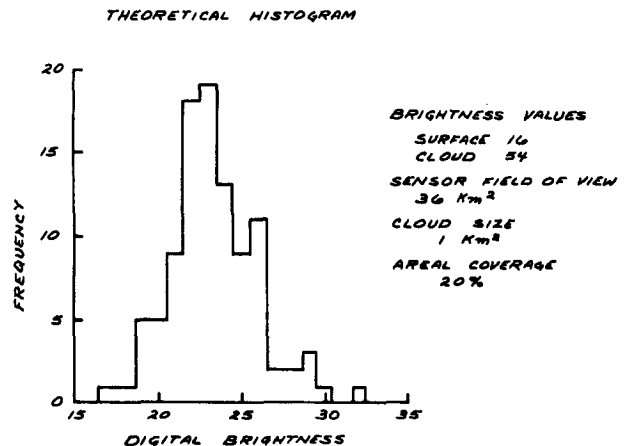 THEORETICAL HISTOGRAM
20
15
10
5
0
FREQUENCY
15 20 25 30 35
DIGITAL BRIGHTNESS
BRIGHTNESS VALUES
SURFACE 16
CLOUD 54
SENSOR FIELD OF VIEW
36 Km²
CLOUD SIZE
1 Km²
AREAL COVERAGE
20%